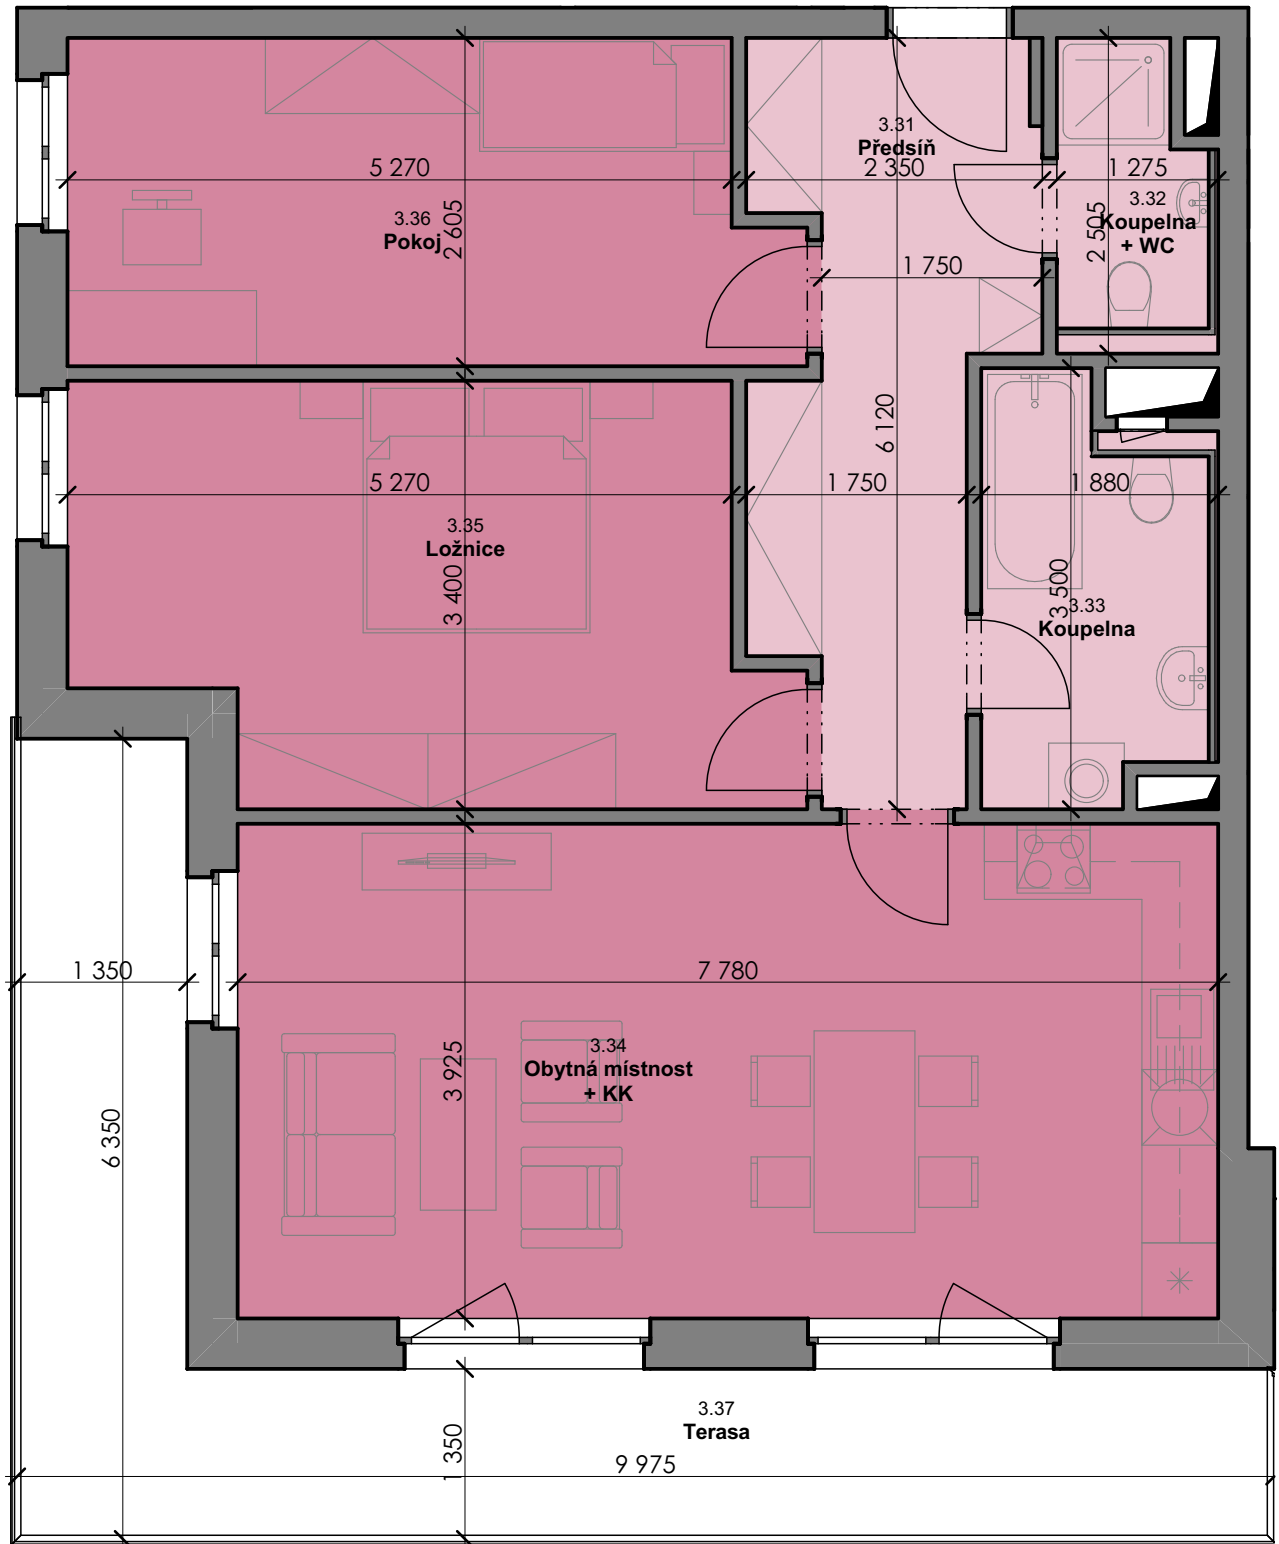 3.31
Předsíň
2 350
5 270
1 275
3.36
Pokoj
2 605
3.32
Koupelna
+ WC
2 505
1 750
6 120
5 270
1 750
1 880
3.35
Ložnice
3 400
3 500
3.33
Koupelna
1 350
7 780
3.34
Obytná místnost
+ KK
3 925
6 350
3.37
Terasa
1 350
9 975